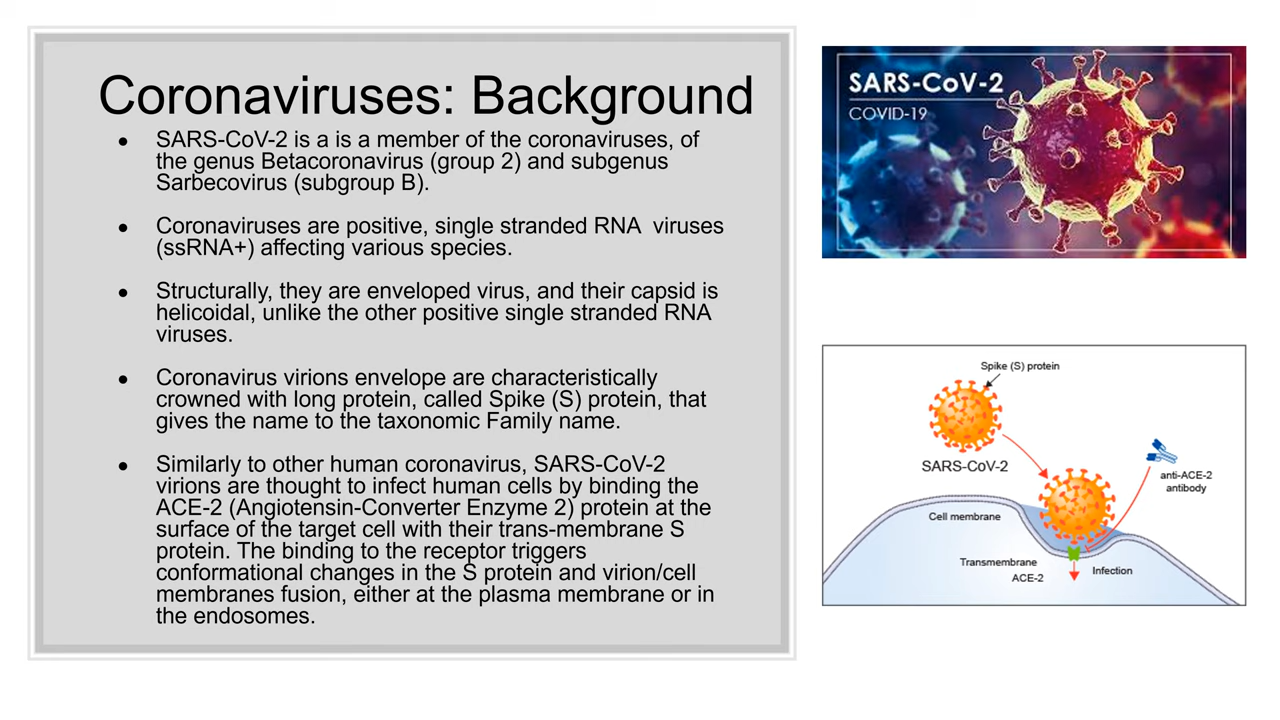 Coronaviruses: Background
● SARS-CoV-2 is a is a member of the coronaviruses, of
the genus Betacoronavirus (group 2) and subgenus
Sarbecovirus (subgroup B).
● Coronaviruses are positive, single stranded RNA  viruses
(ssRNA+) affecting various species.
● Structurally, they are enveloped virus, and their capsid is
helicoidal, unlike the other positive single stranded RNA
viruses.
● Coronavirus virions envelope are characteristically
crowned with long protein, called Spike (S) protein, that
gives the name to the taxonomic Family name.
● Similarly to other human coronavirus, SARS-CoV-2
virions are thought to infect human cells by binding the
ACE-2 (Angiotensin-Converter Enzyme 2) protein at the
surface of the target cell with their trans-membrane S
protein. The binding to the receptor triggers
conformational changes in the S protein and virion/cell
membranes fusion, either at the plasma membrane or in
the endosomes.
SARS-CoV-2
COVID-19
Spike (S) protein
SARS-CoV-2
anti-ACE-2
antibody
Cell membrane
Transmembrane
ACE-2
Infection